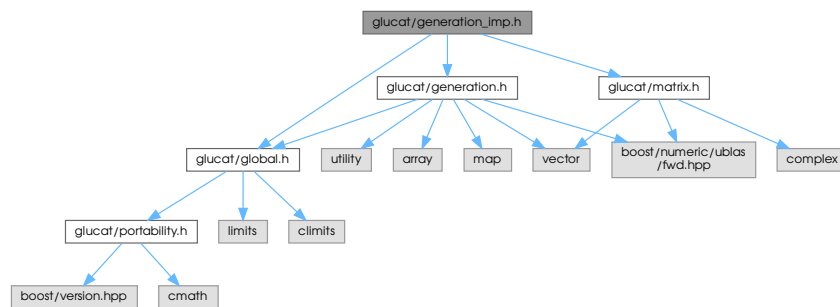 glucat/generation_imp.h
glucat/generation.h
glucat/matrix.h
glucat/global.h
utility
array
map
vector
boost/numeric/ublas
/fwd.hpp
complex
glucat/portability.h
limits
climits
boost/version.hpp
cmath